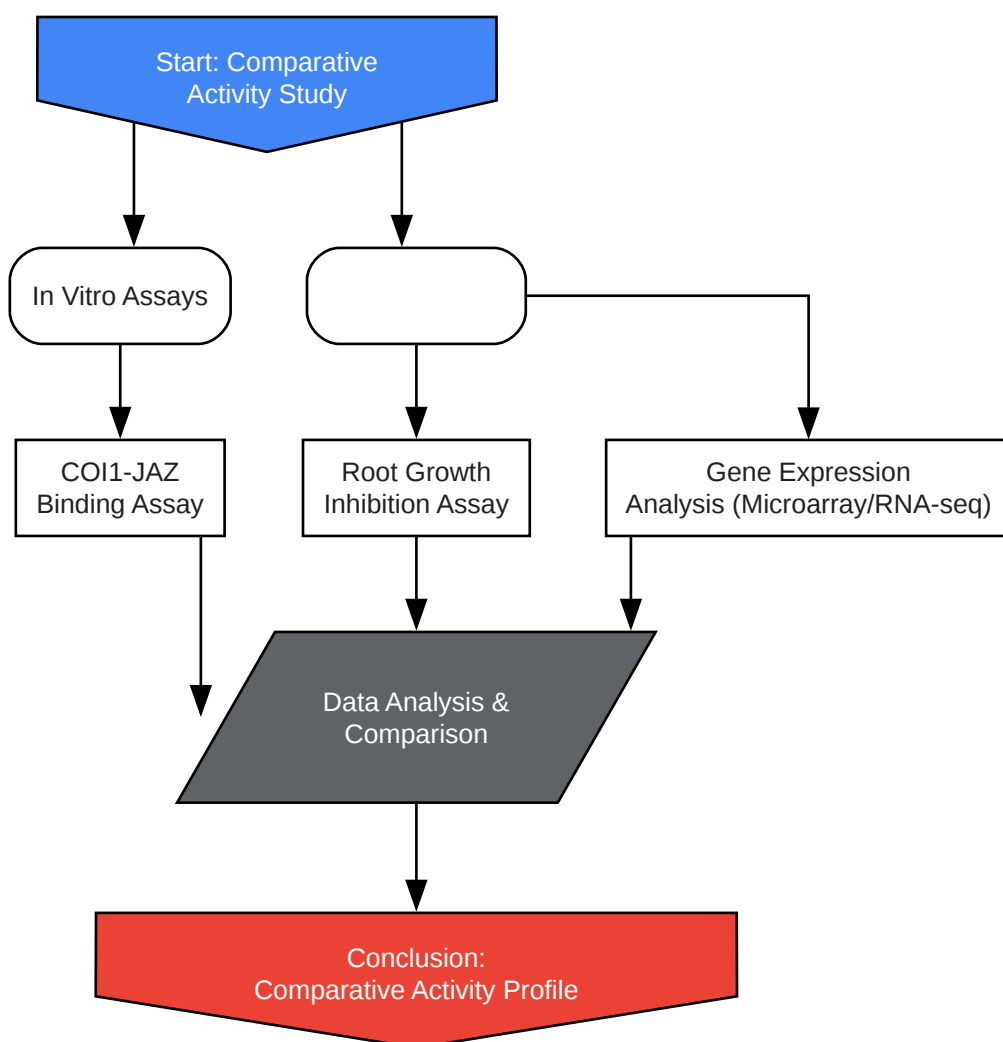 Start: Comparative
Activity Study
In Vitro Assays
COI1-JAZ
Binding Assay
Root Growth
Inhibition Assay
Gene Expression
Analysis (Microarray/RNA-seq)
Data Analysis &
Comparison
Conclusion:
Comparative Activity Profile